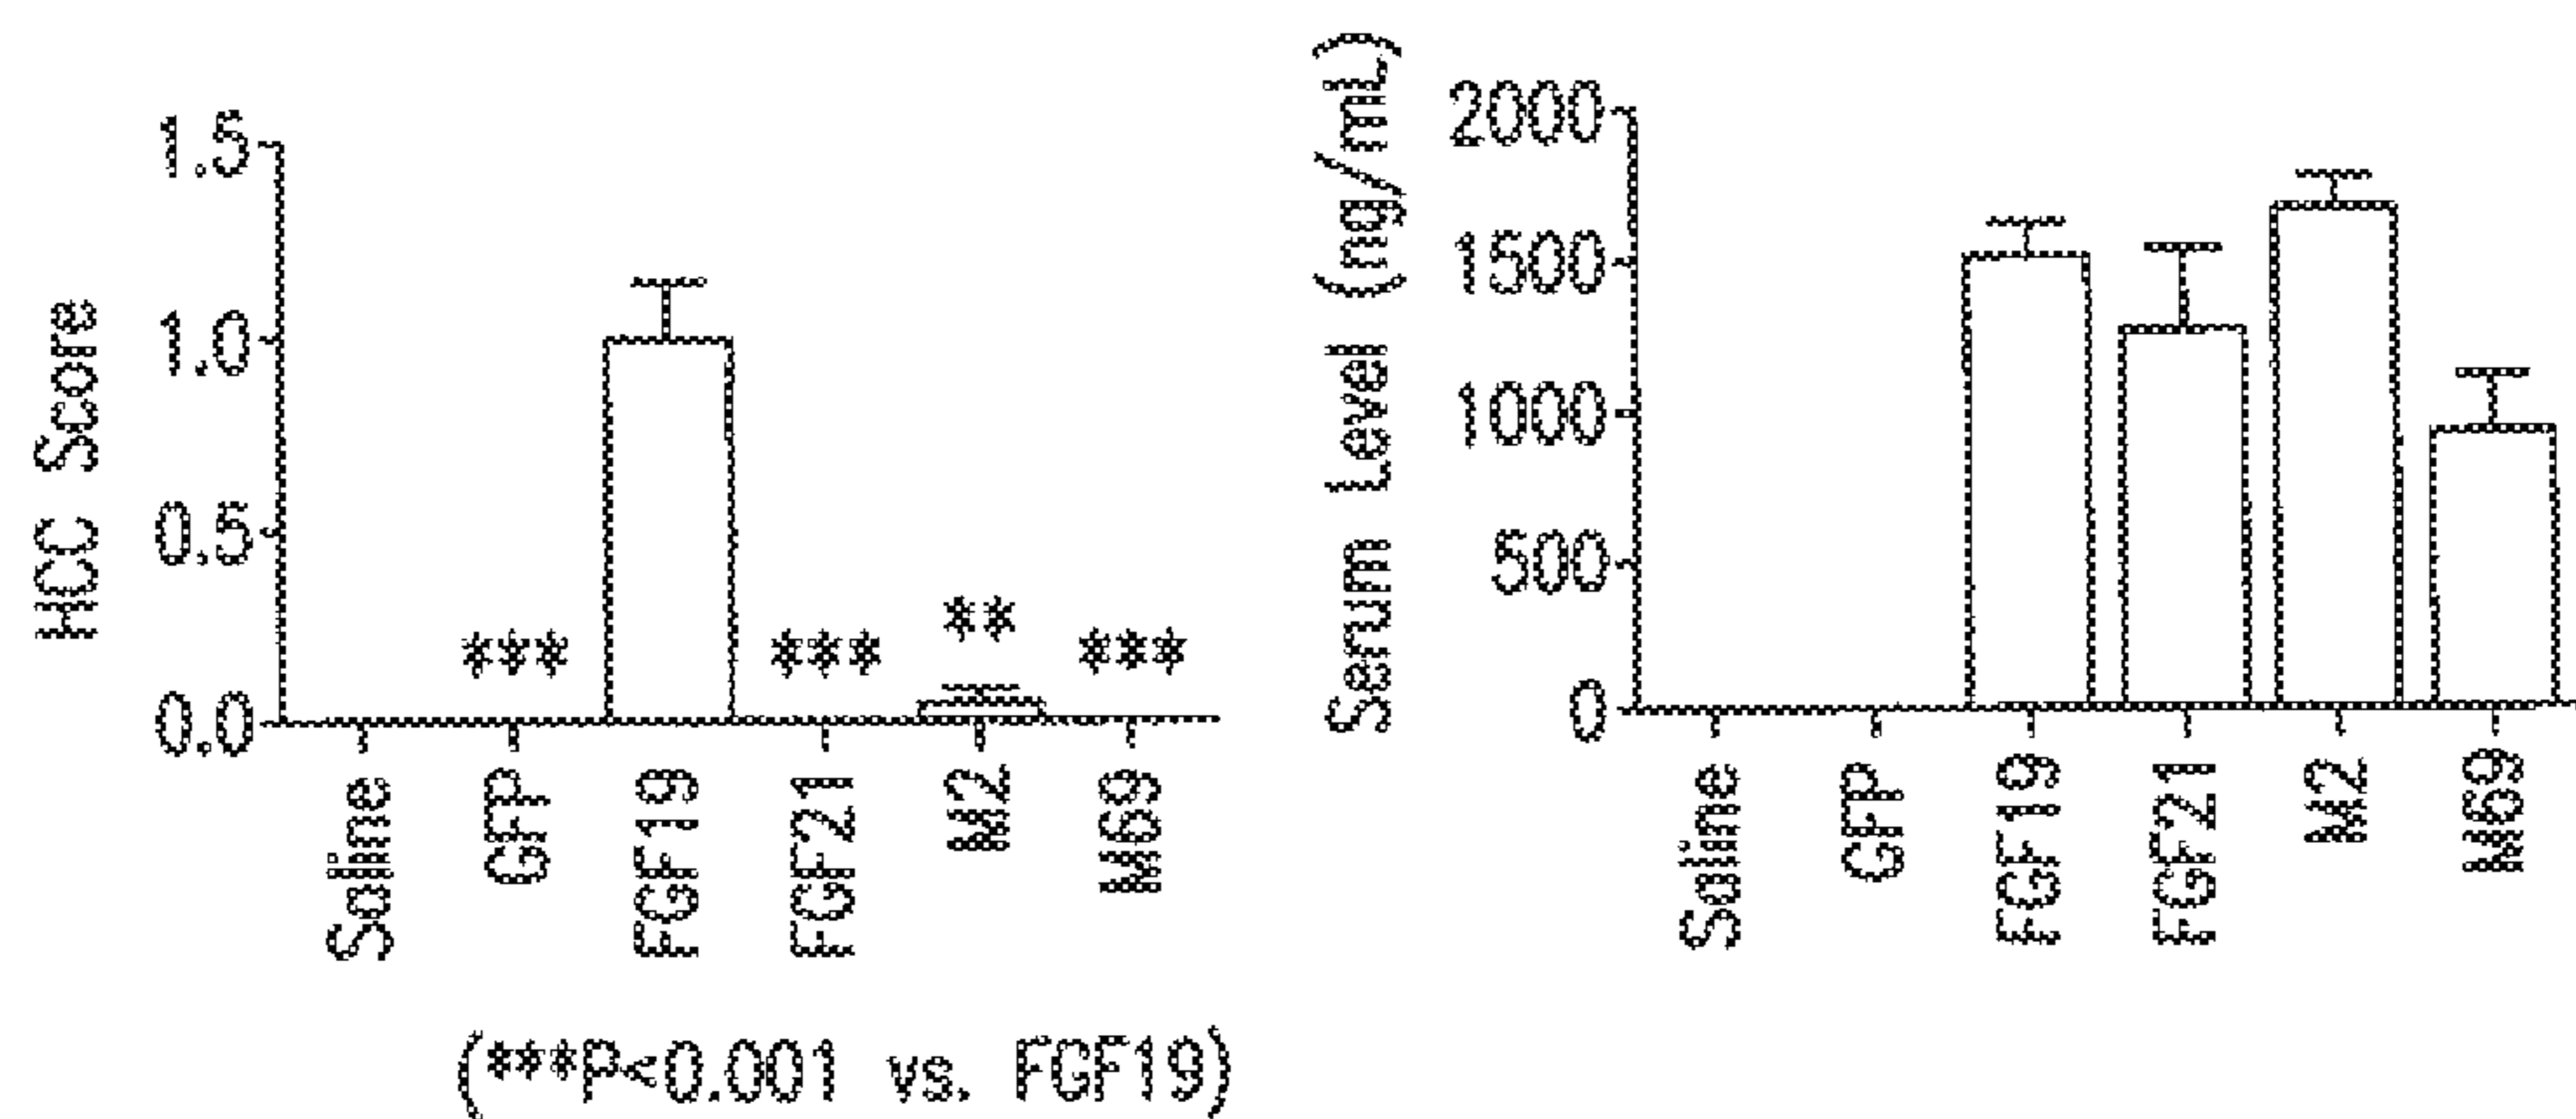 HCC Score
1.5
1.0
0.5
0.0
***
***
**
***
Saline
GFP
FGF19
FGF21
M2
M69
(***P<0.001 vs. FGF19)
Serum Level (ng/mL)
2000
1500
1000
500
0
Saline
GFP
FGF19
FGF21
M2
M69